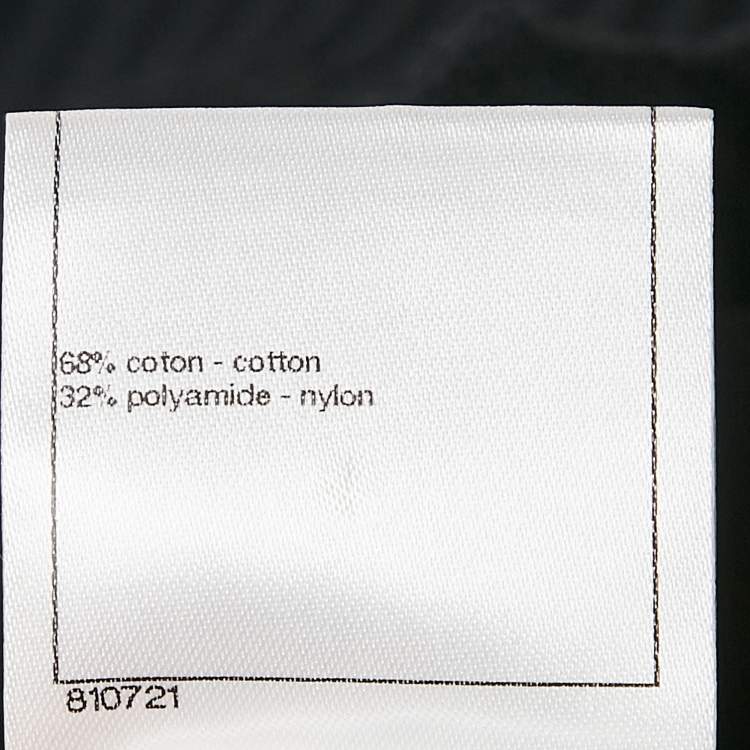 68% coton - cotton
32% polyamide - nylon
810721